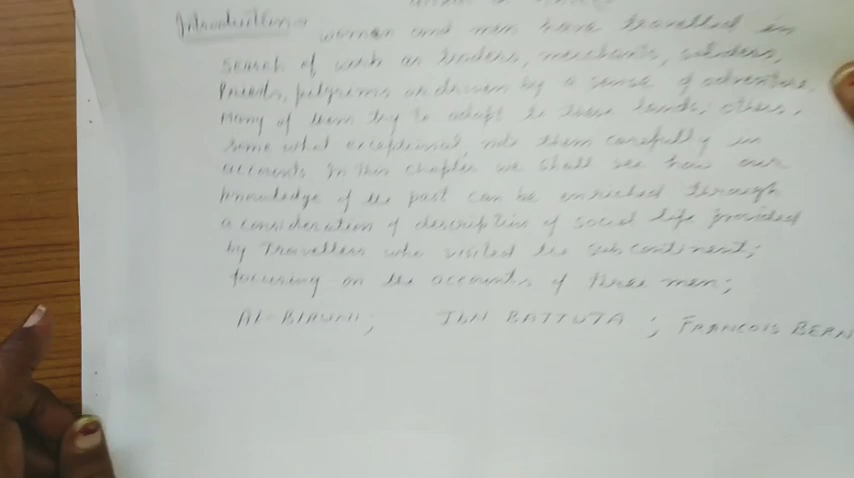 Introduction:
women and men have travelled in
search of work as traders, merchants, soldiers,
Priests, pilgrims or driven by a sense of adventure.
Many of them try to adapt to these lands; others,
some what exceptional, note them carefully in
accounts In this chapter we shall see how our
knowledge of the past can be enriched through
a consideration of descriptive of social life provided
by Travellers who visited the sub continent;
focusing on the accounts of three men;
AL-BIRUNI; IBN BATTUTA ; FRANCOIS BERN